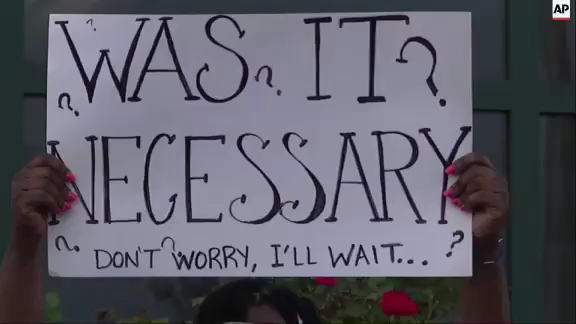 AP
WAS IT?
NECESSARY
DON'T WORRY, I'LL WAIT...